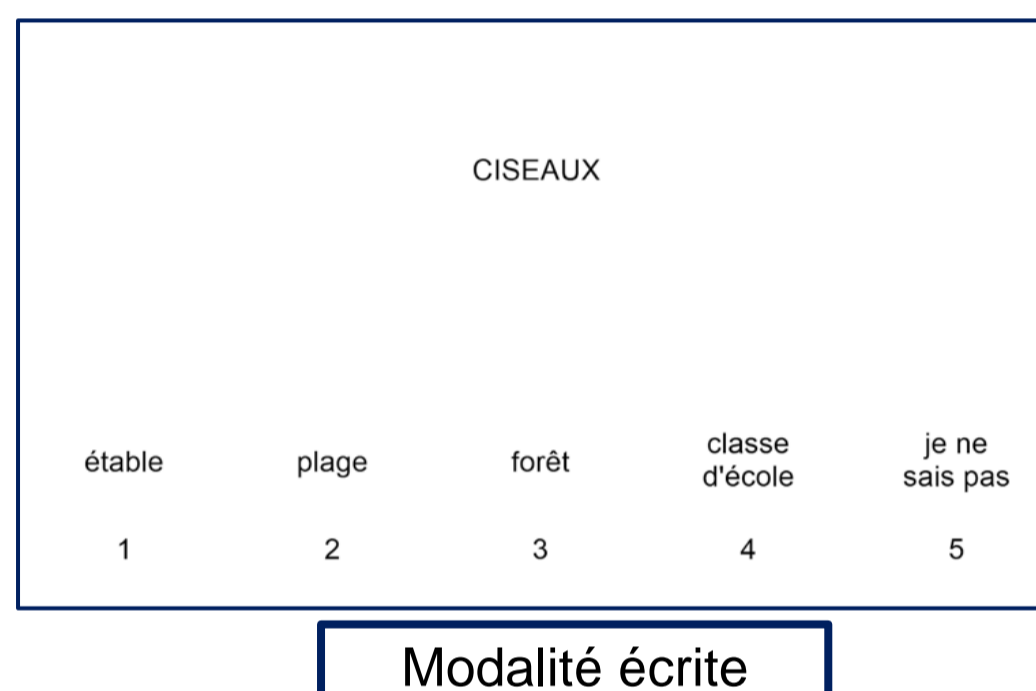 CISEAUX
étable plage forêt classe d'école je ne sais pas
1 2 3 4 5
Modalité écrite